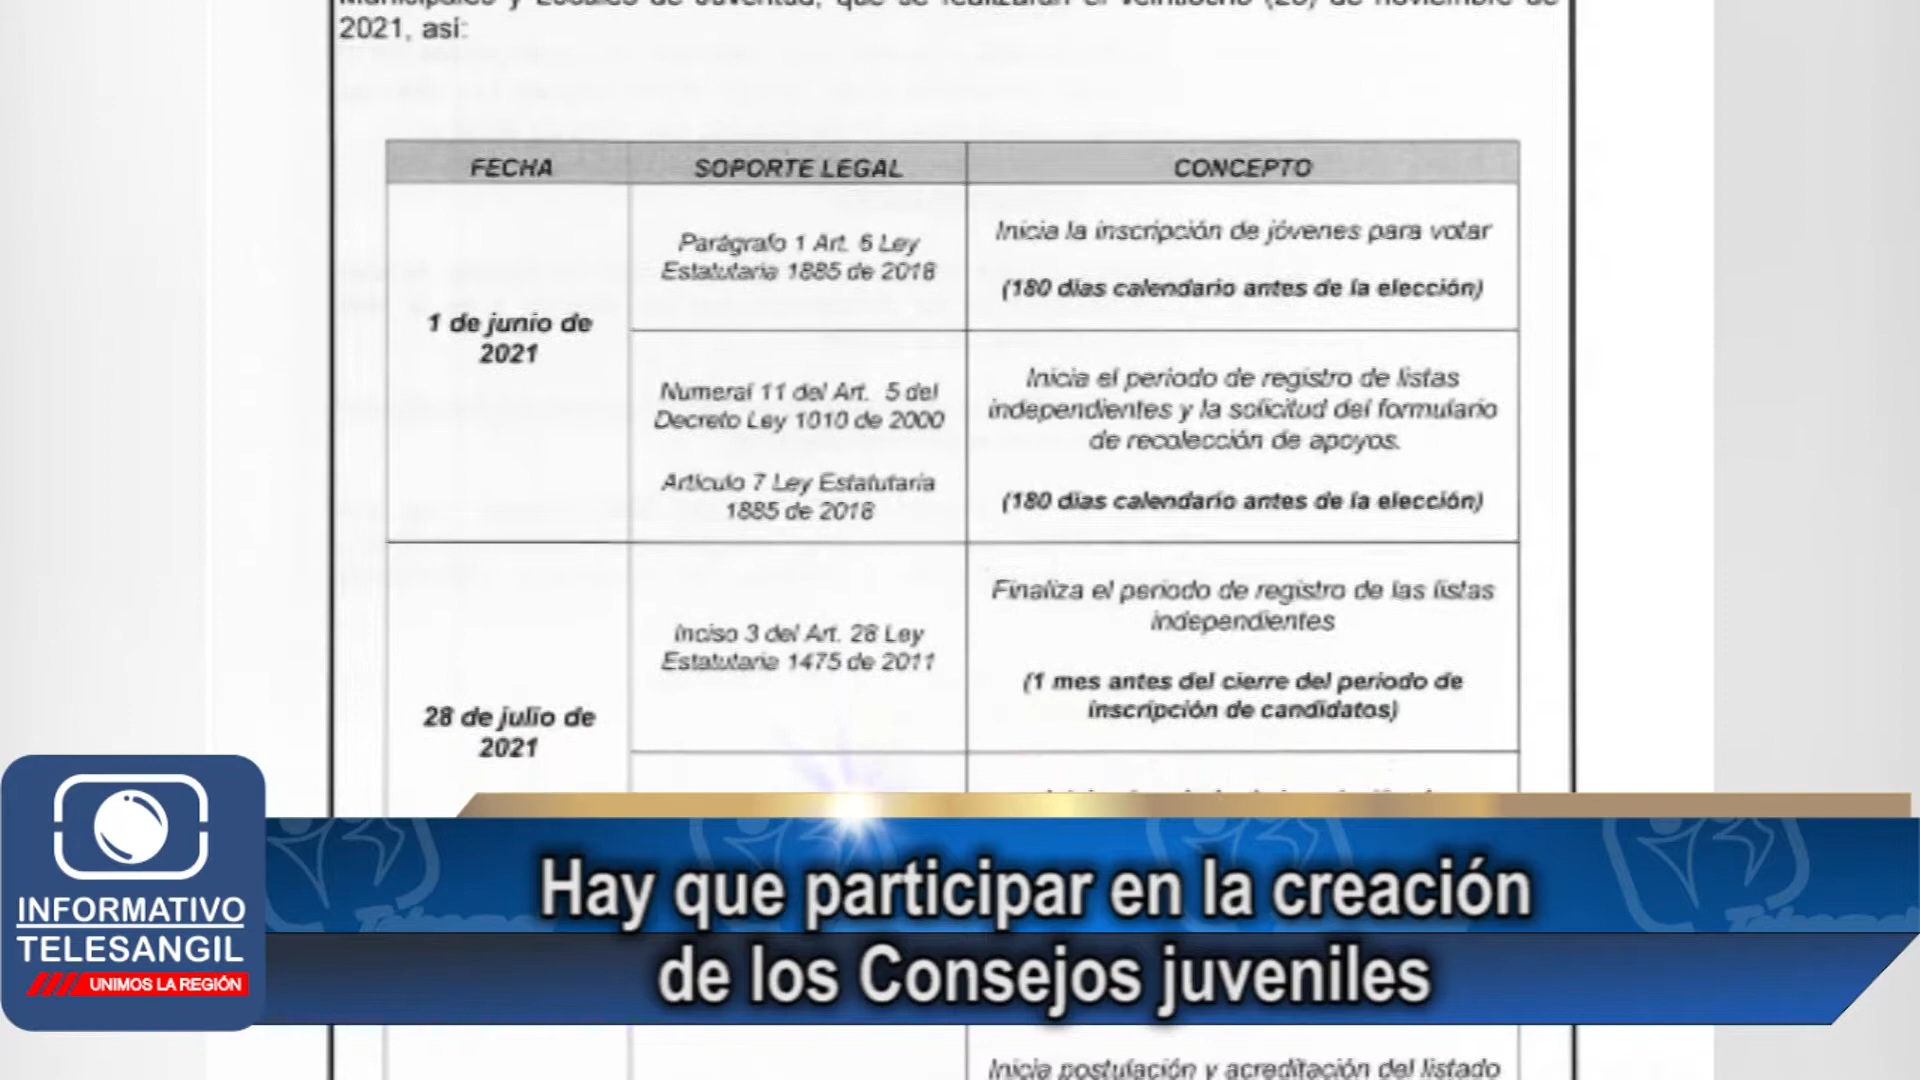 2021, así:
FECHA
SOPORTE LEGAL
CONCEPTO
1 de junio de
2021
Parágrafo 1 Art. 6 Ley
Estatutaria 1885 de 2018
Inicia la inscripción de jóvenes para votar
(180 días calendario antes de la elección)
Numeral 11 del Art. 5 del
Decreto Ley 1010 de 2000
Artículo 7 Ley Estatutaria
1885 de 2018
Inicia el periodo de registro de listas
independientes y la solicitud del formulario
de recolección de apoyos.
(180 días calendario antes de la elección)
28 de julio de
2021
Inciso 3 del Art. 28 Ley
Estatutaria 1475 de 2011
Finaliza el periodo de registro de las listas
independientes
(1 mes antes del cierre del periodo de
inscripción de candidatos)
INFORMATIVO
TELESANGIL
UNIMOS LA REGIÓN
Hay que participar en la creación
de los Consejos juveniles
Inicia postulación y acreditación del listado